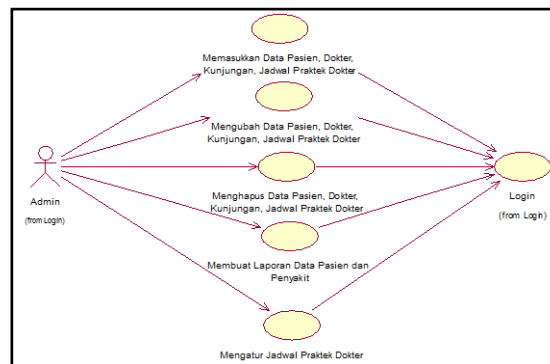 Memasukkan Data Pasien, Dokter,
Kunjungan, Jadwal Praktek Dokter
Mengubah Data Pasien, Dokter,
Kunjungan, Jadwal Praktek Dokter
Admin
(from Login)
Menghapus Data Pasien, Dokter,
Kunjungan, Jadwal Praktek Dokter
Login
(from Login)
Membuat Laporan Data Pasien dan
Penyakit
Mengatur Jadwal Praktek Dokter